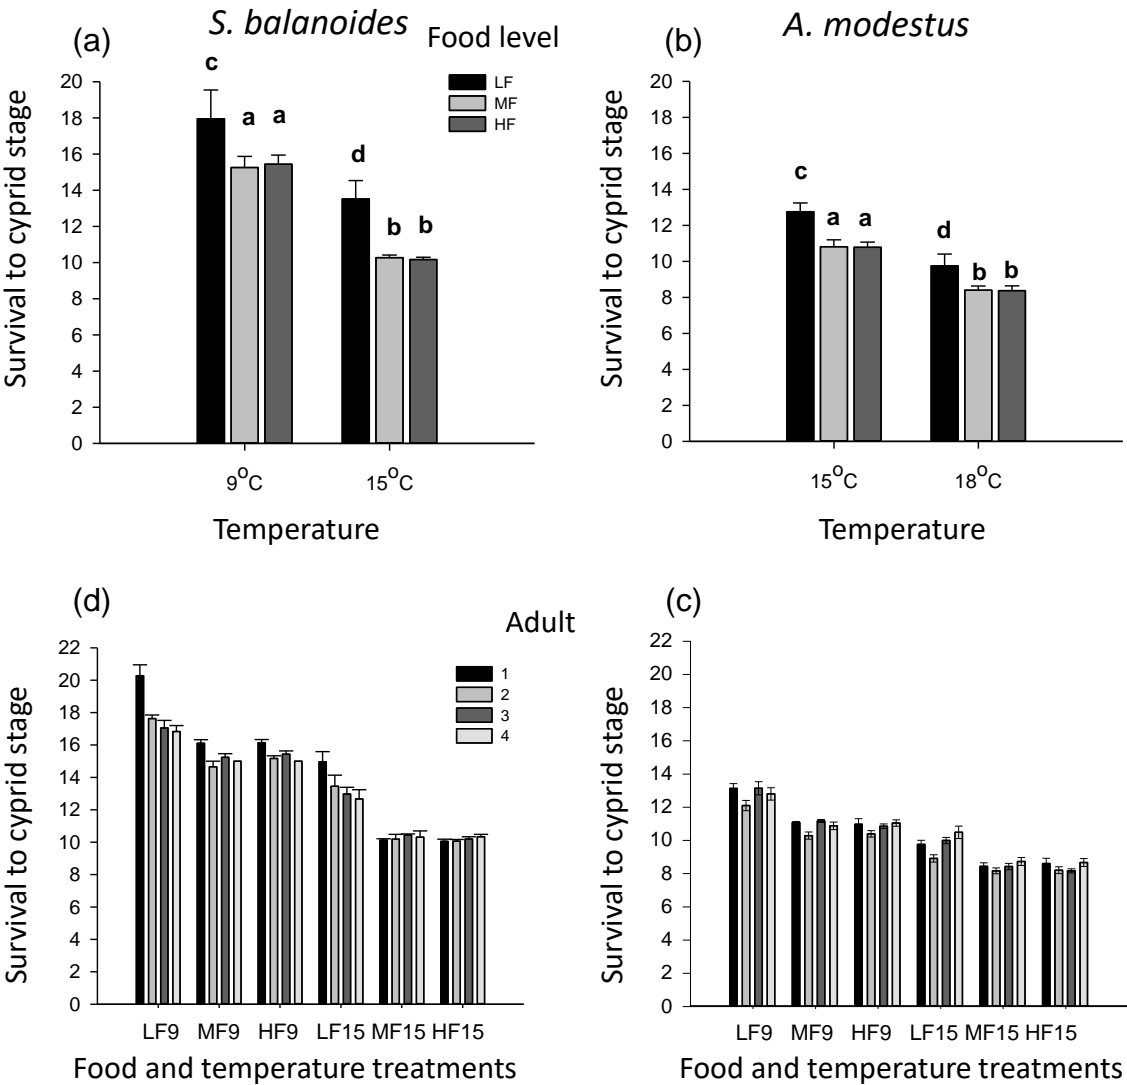 S. balanoides
A. modestus
(a)
Food level
LF
MF
HF
Survival to cyprid stage
20
18
16
14
12
10
8
6
4
2
0
c
a
a
d
b
b
9°C
15°C
Temperature
(b)
Survival to cyprid stage
20
18
16
14
12
10
8
6
4
2
0
c
a
a
d
b
b
15°C
18°C
Temperature
(d)
Adult
1
2
3
4
Survival to cyprid stage
22
20
18
16
14
12
10
8
6
4
2
0
LF9 MF9 HF9 LF15 MF15 HF15
Food and temperature treatments
(c)
Survival to cyprid stage
22
20
18
16
14
12
10
8
6
4
2
0
LF9 MF9 HF9 LF15 MF15 HF15
Food and temperature treatments